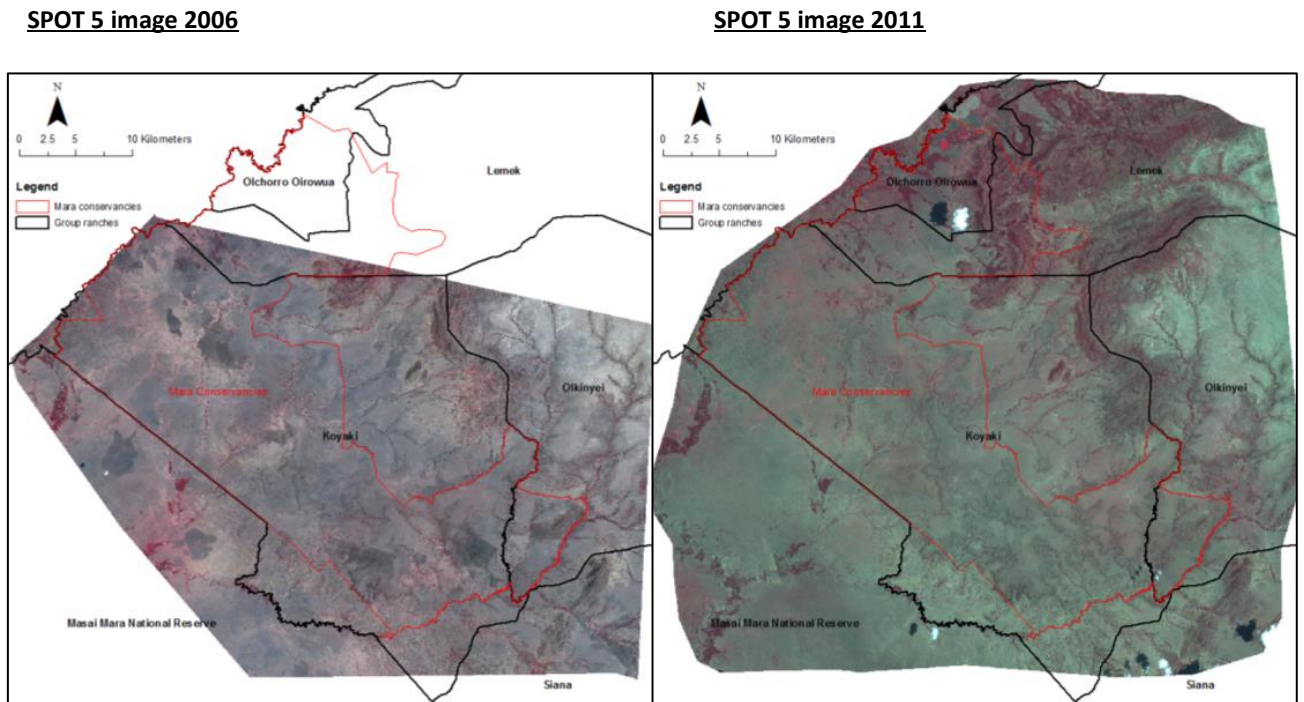 SPOT 5 image 2006
SPOT 5 image 2011
N
0 2.5 5 10 Kilometers
Legend
Mara conservancies
Group ranches
Olchorro Oirowua
Lemek
Mara Conservancies
Olkinyei
Koyaki
Masai Mara National Reserve
Siana
N
0 2.5 5 10 Kilometers
Legend
Mara conservancies
Group ranches
Olchorro Oirowua
Lemek
Mara Conservancies
Olkinyei
Koyaki
Masai Mara National Reserve
Siana